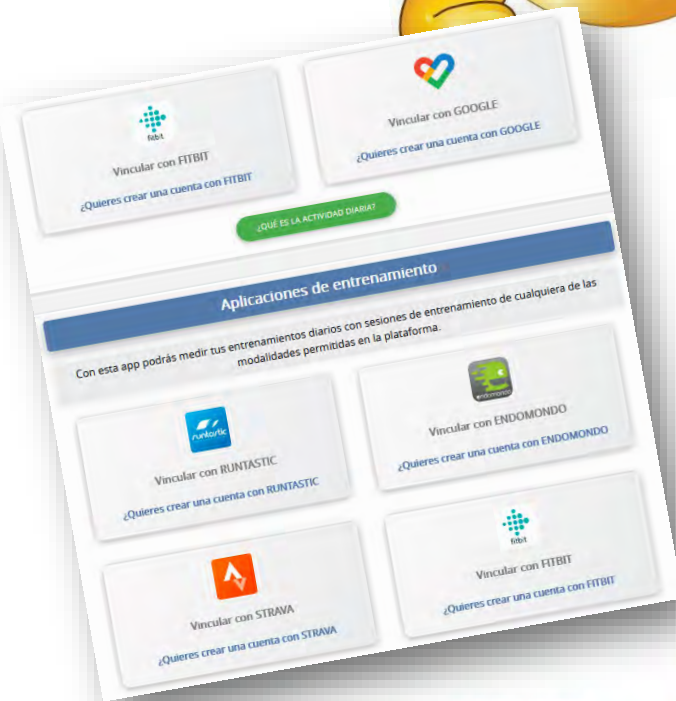 fitbit
Vincular con FITBIT
¿Quieres crear una cuenta con FITBIT
Vincular con GOOGLE
¿Quieres crear una cuenta con GOOGLE
¿QUÉ ES LA ACTIVIDAD DIARIA?
Aplicaciones de entrenamiento
Con esta app podrás medir tus entrenamientos diarios con sesiones de entrenamiento de cualquiera de las
modalidades permitidas en la plataforma.
runtastic
Vincular con RUNTASTIC
¿Quieres crear una cuenta con RUNTASTIC
endomondo
Vincular con ENDOMONDO
¿Quieres crear una cuenta con ENDOMONDO
Vincular con STRAVA
¿Quieres crear una cuenta con STRAVA
fitbit
Vincular con FITBIT
¿Quieres crear una cuenta con FITBIT